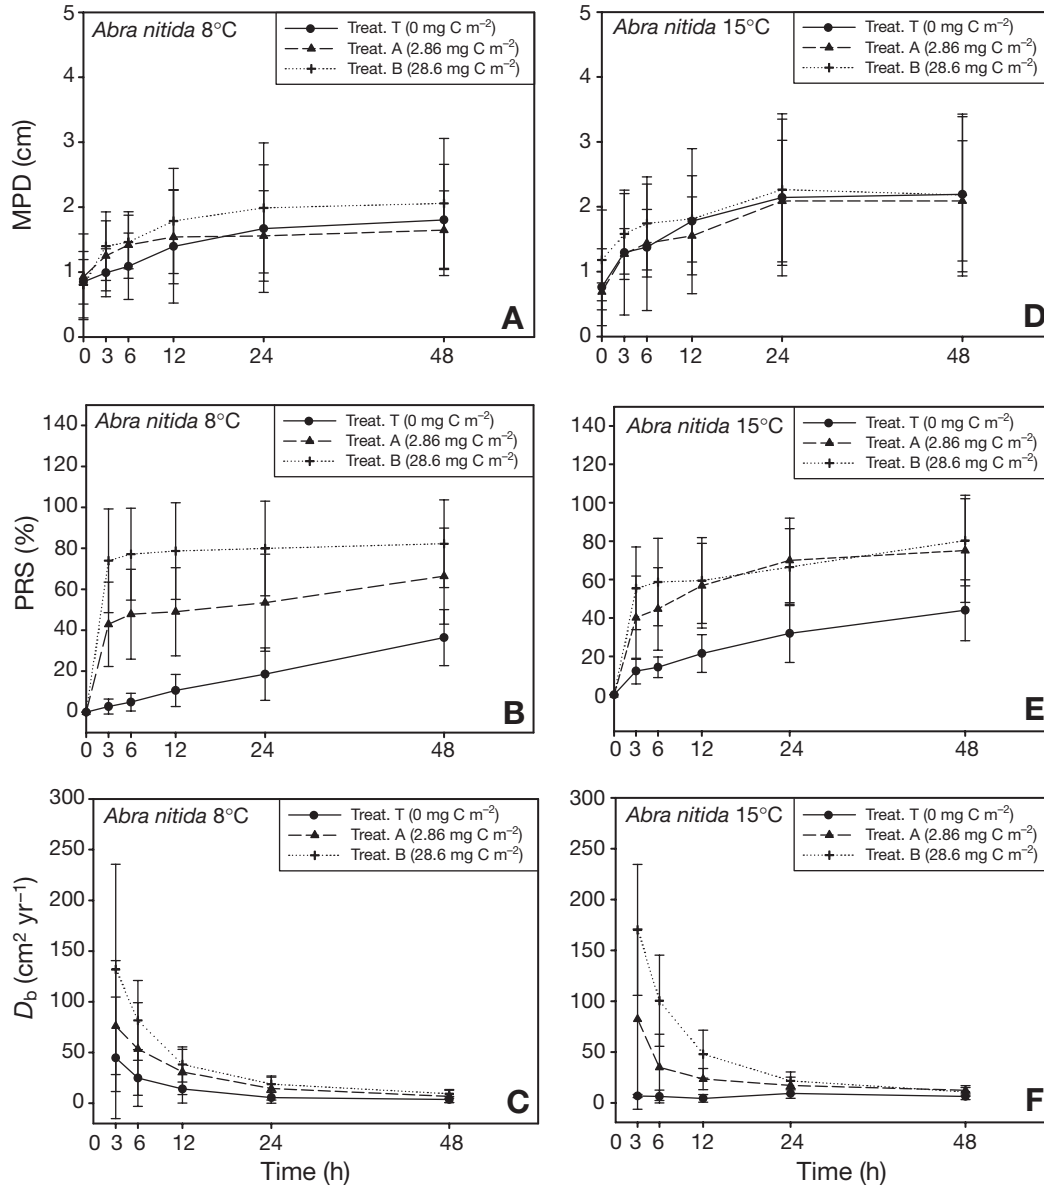 Abra nitida 8°C
Treat. T (0 mg C m⁻²)
Treat. A (2.86 mg C m⁻²)
Treat. B (28.6 mg C m⁻²)
5
4
3
2
1
0
MPD (cm)
0 3 6 12 24 48
A
Abra nitida 15°C
Treat. T (0 mg C m⁻²)
Treat. A (2.86 mg C m⁻²)
Treat. B (28.6 mg C m⁻²)
5
4
3
2
1
0
0 3 6 12 24 48
D
Abra nitida 8°C
Treat. T (0 mg C m⁻²)
Treat. A (2.86 mg C m⁻²)
Treat. B (28.6 mg C m⁻²)
140
120
100
80
60
40
20
0
PRS (%)
0 3 6 12 24 48
B
Abra nitida 15°C
Treat. T (0 mg C m⁻²)
Treat. A (2.86 mg C m⁻²)
Treat. B (28.6 mg C m⁻²)
140
120
100
80
60
40
20
0
0 3 6 12 24 48
E
Abra nitida 8°C
Treat. T (0 mg C m⁻²)
Treat. A (2.86 mg C m⁻²)
Treat. B (28.6 mg C m⁻²)
300
250
200
150
100
50
0
D_b (cm² yr⁻¹)
0 3 6 12 24 48
Time (h)
C
Abra nitida 15°C
Treat. T (0 mg C m⁻²)
Treat. A (2.86 mg C m⁻²)
Treat. B (28.6 mg C m⁻²)
300
250
200
150
100
50
0
0 3 6 12 24 48
Time (h)
F